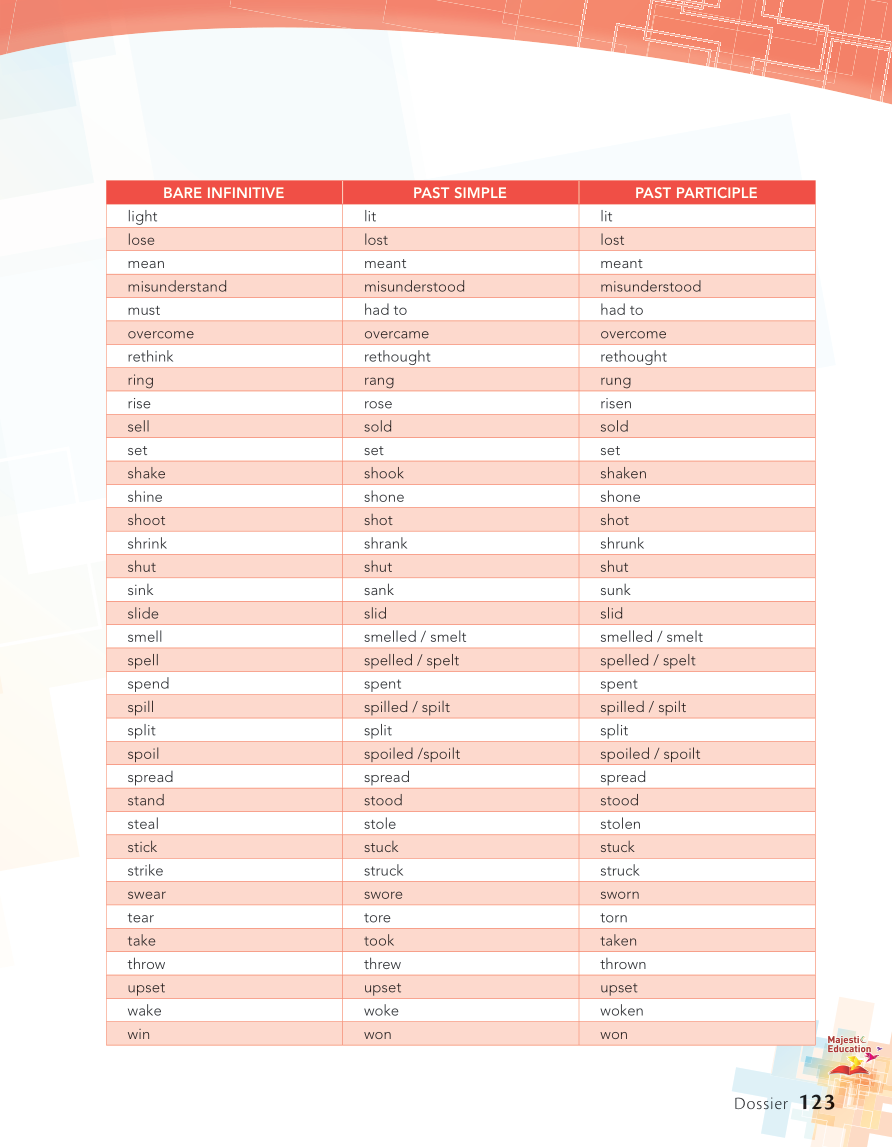 BARE INFINITIVE PAST SIMPLE PAST PARTICIPLE
light lit lit
lose lost lost
mean meant meant
misunderstand misunderstood misunderstood
must had to had to
overcome overcame overcome
rethink rethought rethought
ring rang rung
rise rose risen
sell sold sold
set set set
shake shook shaken
shine shone shone
shoot shot shot
shrink shrank shrunk
shut shut shut
sink sank sunk
slide slid slid
smell smelled / smelt smelled / smelt
spell spelled / spelt spelled / spelt
spend spent spent
spill spilled / spilt spilled / spilt
split split split
spoil spoiled /spoilt spoiled / spoilt
spread spread spread
stand stood stood
steal stole stolen
stick stuck stuck
strike struck struck
swear swore sworn
tear tore torn
take took taken
throw threw thrown
upset upset upset
wake woke woken
win won won
Majestic
Education
Dossier 123